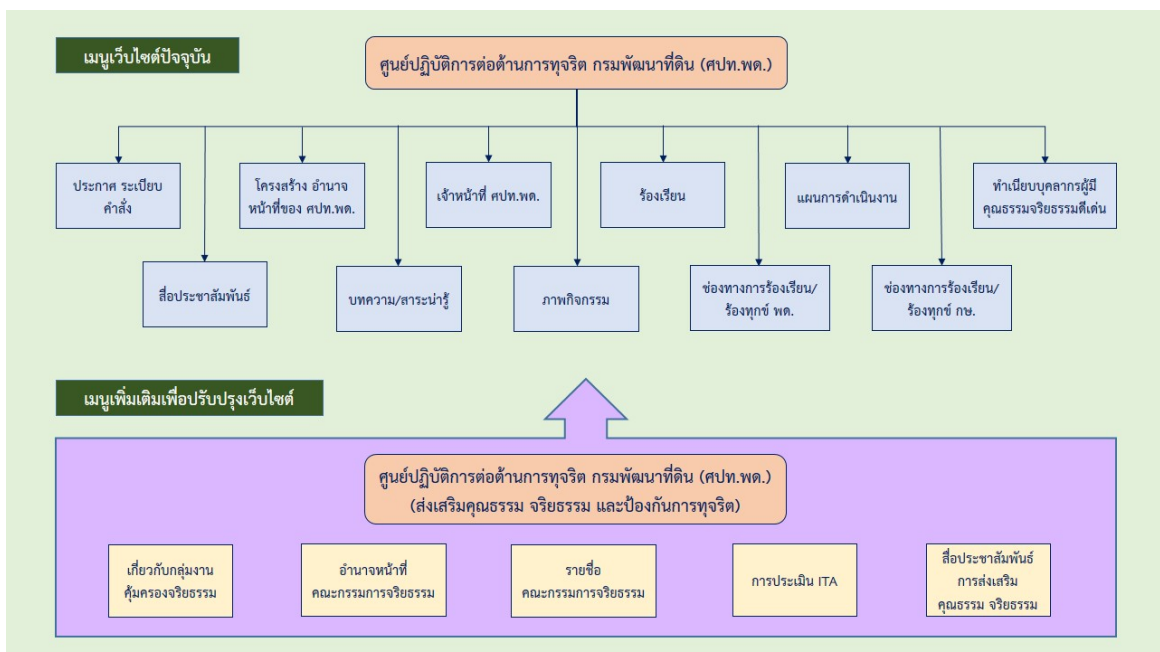 เมนูเว็บไซต์ปัจจุบัน
ศูนย์ปฏิบัติการต่อต้านการทุจริต กรมพัฒนาที่ดิน (ศปท.พด.)
ประกาศ ระเบียบ
คำสั่ง
โครงสร้าง อำนาจ
หน้าที่ของ ศปท.พด.
เจ้าหน้าที่ ศปท.พด.
ร้องเรียน
แผนการดำเนินงาน
ทำเนียบบุคลากรผู้มี
คุณธรรมจริยธรรมดีเด่น
สื่อประชาสัมพันธ์
บทความ/สาระน่ารู้
ภาพกิจกรรม
ช่องทางการร้องเรียน/
ร้องทุกข์ พด.
ช่องทางการร้องเรียน/
ร้องทุกข์ กษ.
เมนูเพิ่มเติมเพื่อปรับปรุงเว็บไซต์
ศูนย์ปฏิบัติการต่อต้านการทุจริต กรมพัฒนาที่ดิน (ศปท.พด.)
(ส่งเสริมคุณธรรม จริยธรรม และป้องกันการทุจริต)
เกี่ยวกับกลุ่มงาน
คุ้มครองจริยธรรม
อำนาจหน้าที่
คณะกรรมการจริยธรรม
รายชื่อ
คณะกรรมการจริยธรรม
การประเมิน ITA
สื่อประชาสัมพันธ์
การส่งเสริม
คุณธรรม จริยธรรม